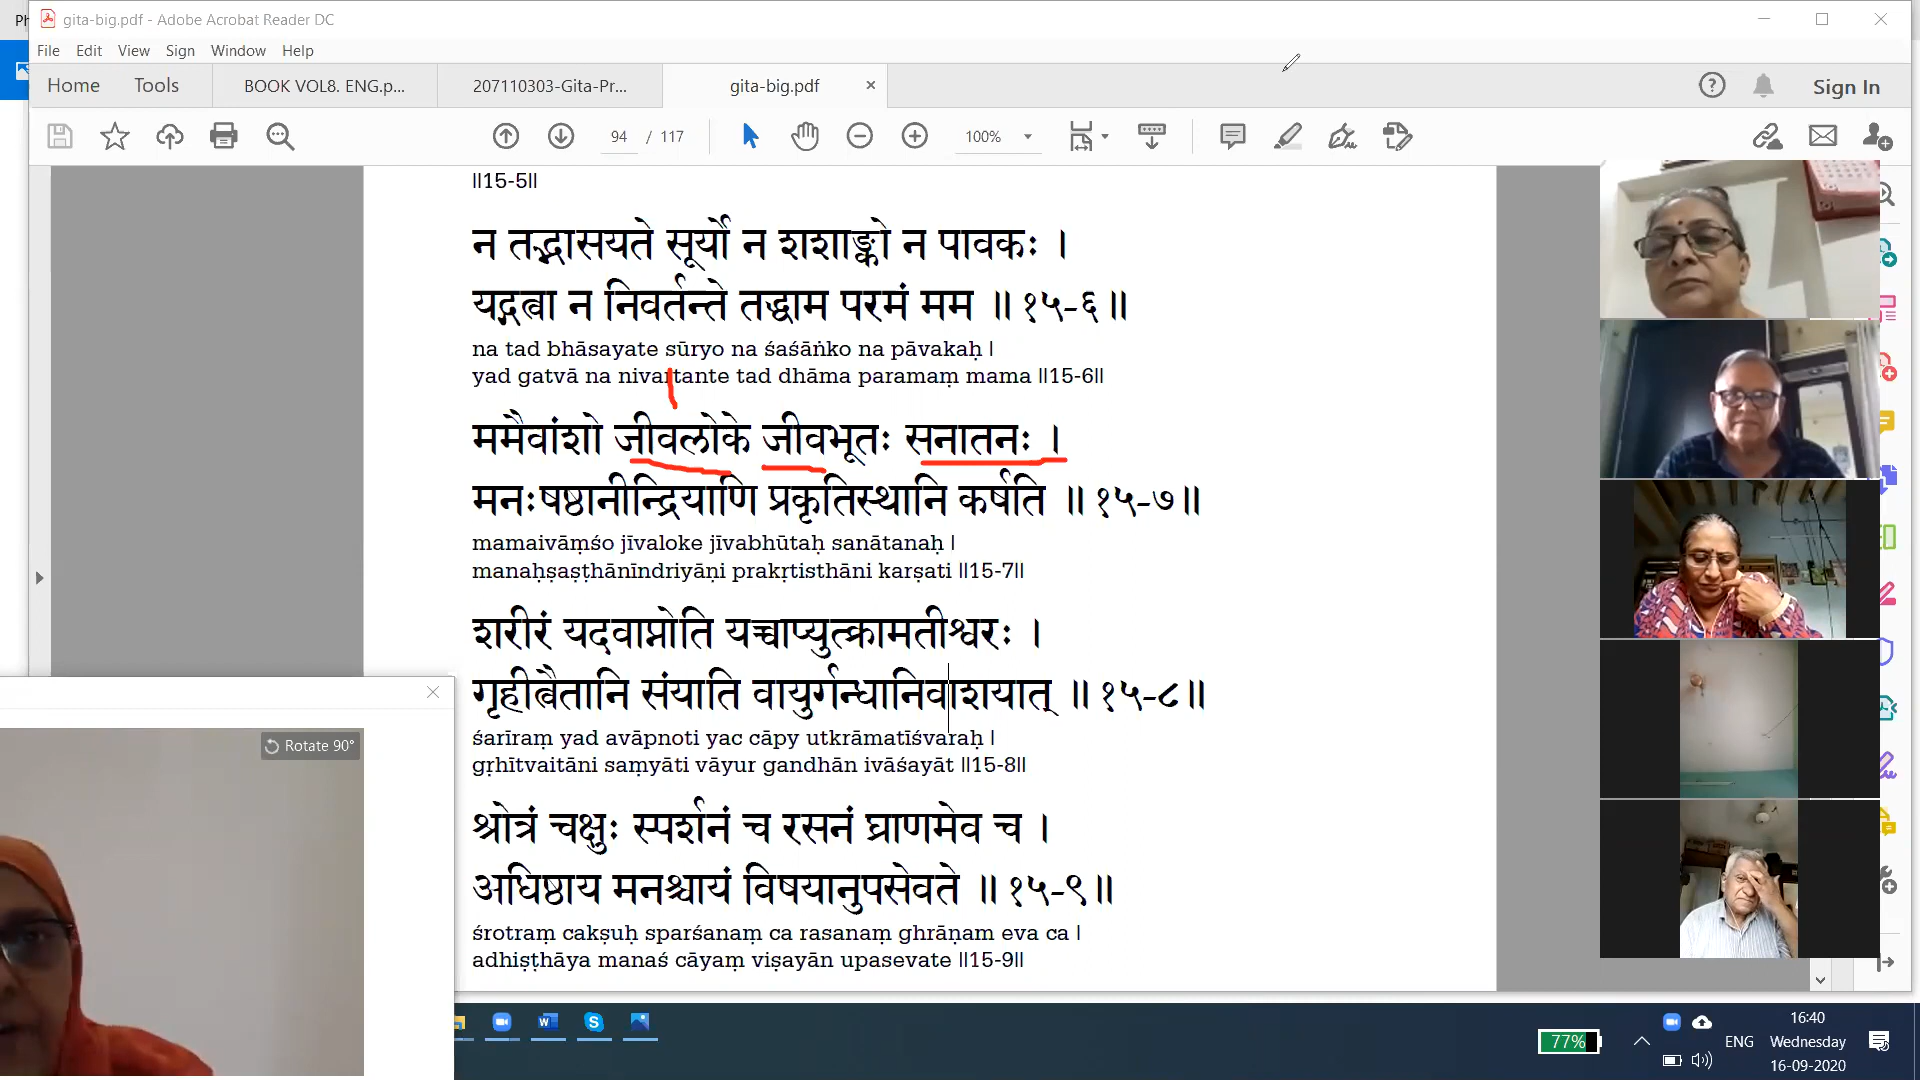 gita-big.pdf - Adobe Acrobat Reader DC
File Edit View Sign Window Help
Home Tools BOOK VOL8. ENG.p... 207110303-Gita-Pr... gita-big.pdf × Sign In
94 / 117 100%
||15-5||
न तद्भासयते सूर्यो न शशाङ्को न पावकः ।
यद्गत्वा न निवर्तन्ते तद्धाम परमं मम ॥ १५-६॥
na tad bhāsayate sūryo na śaśāṅko na pāvakaḥ |
yad gatvā na nivartante tad dhāma paramaṃ mama ||15-6||
ममैवांशो जीवलोके जीवभूतः सनातनः ।
मनःषष्ठानीन्द्रियाणि प्रकृतिस्थानि कर्षति ॥ १५-७॥
mamaivāṃśo jīvaloke jīvabhūtaḥ sanātanaḥ |
manaḥṣaṣṭhānīndriyāṇi prakṛtisthāni karṣati ||15-7||
शरीरं यदवाप्नोति यच्चाप्युत्क्रामतीश्वरः ।
गृहीत्वैतानि संयाति वायुर्गन्धानिवाशयात् ॥ १५-८॥
śarīraṃ yad avāpnoti yac cāpy utkrāmatīśvaraḥ |
gṛhītvaitāni saṃyāti vāyur gandhān ivāśayāt ||15-8||
श्रोत्रं चक्षुः स्पर्शनं च रसनं घ्राणमेव च ।
अधिष्ठाय मनश्चायं विषयानुपसेवते ॥ १५-९॥
śrotraṃ cakṣuḥ sparśanaṃ ca rasanaṃ ghrāṇam eva ca |
adhiṣṭhāya manaś cāyaṃ viṣayān upasevate ||15-9||
Rotate 90°
77%
ENG
16:40
Wednesday
16-09-2020